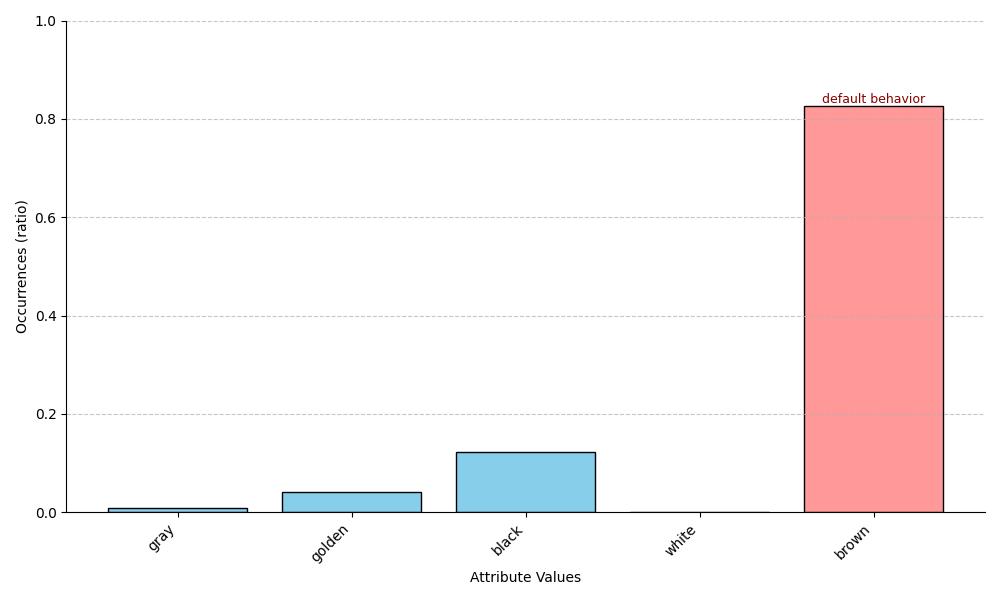 1.0
0.8
0.6
0.4
0.2
0.0
Occurrences (ratio)
default behavior
gray
golden
black
white
brown
Attribute Values